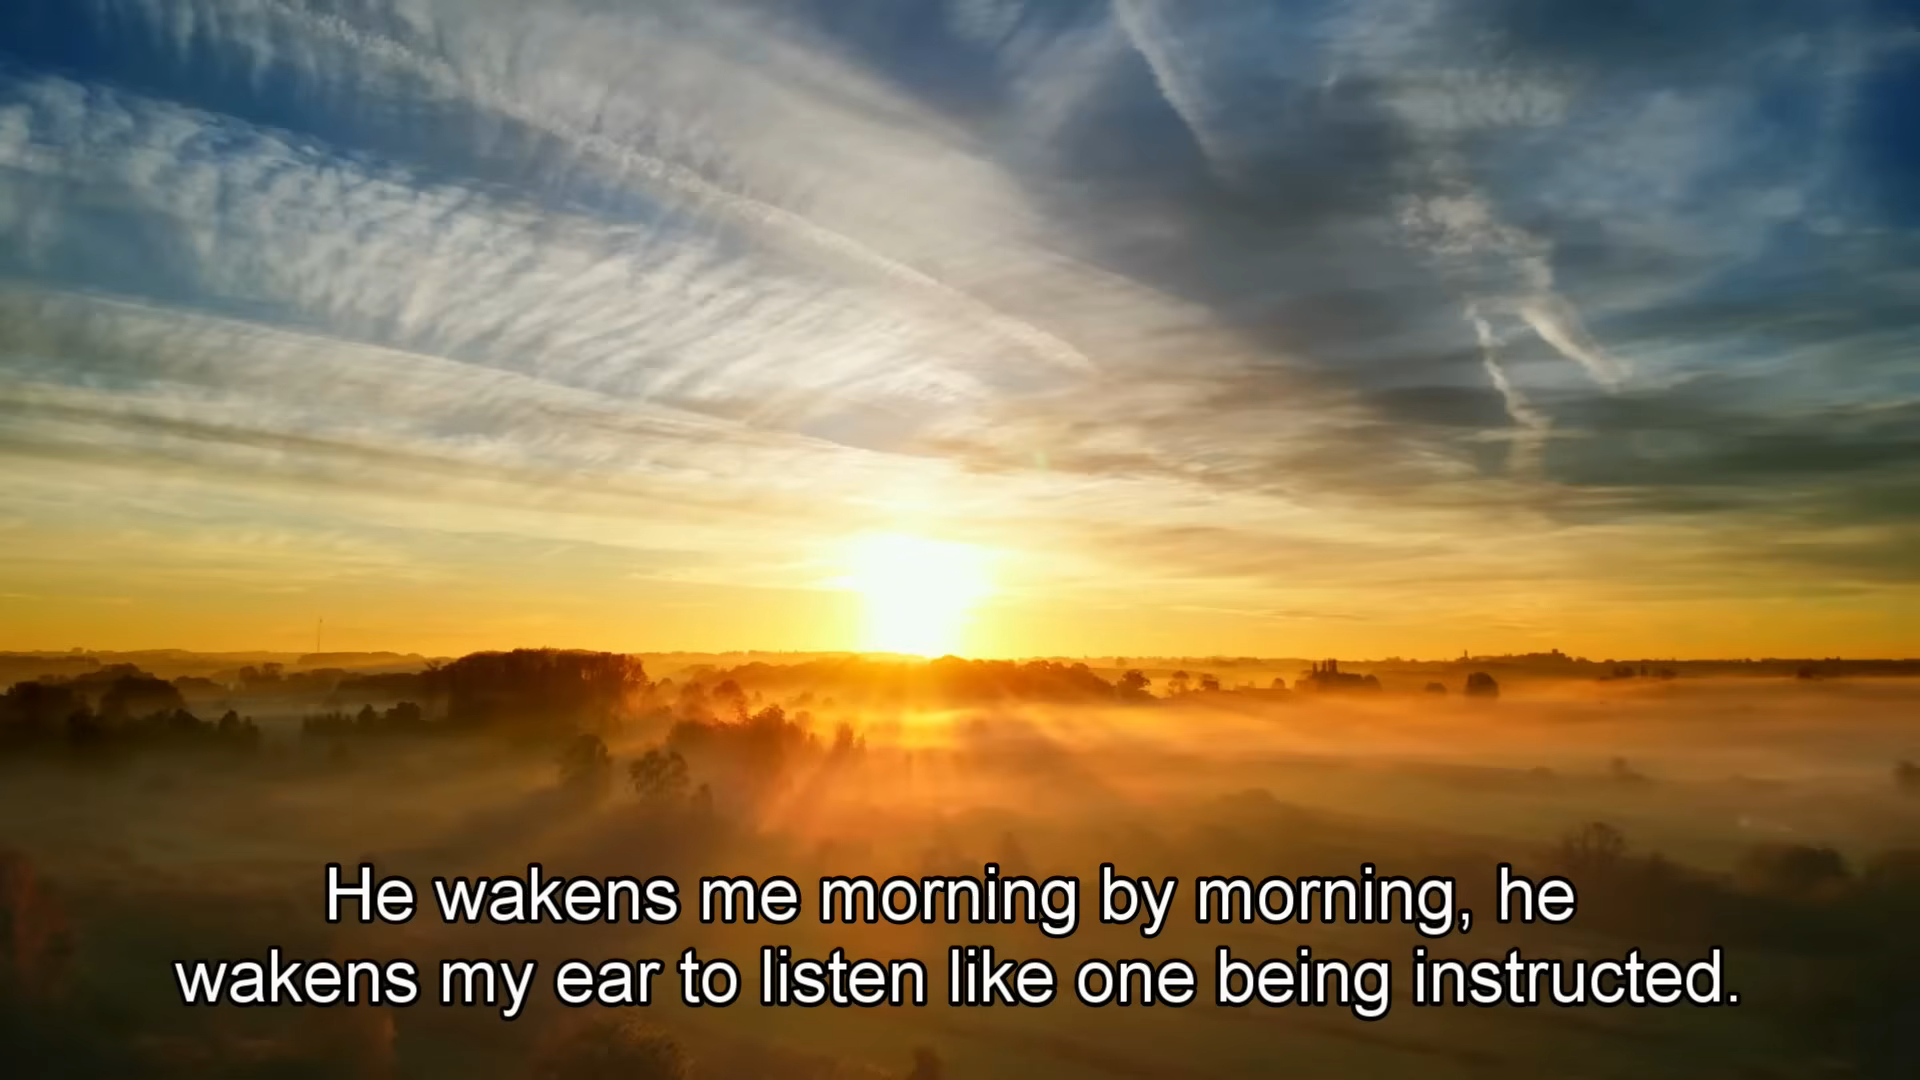 He wakens me morning by morning, he
wakens my ear to listen like one being instructed.